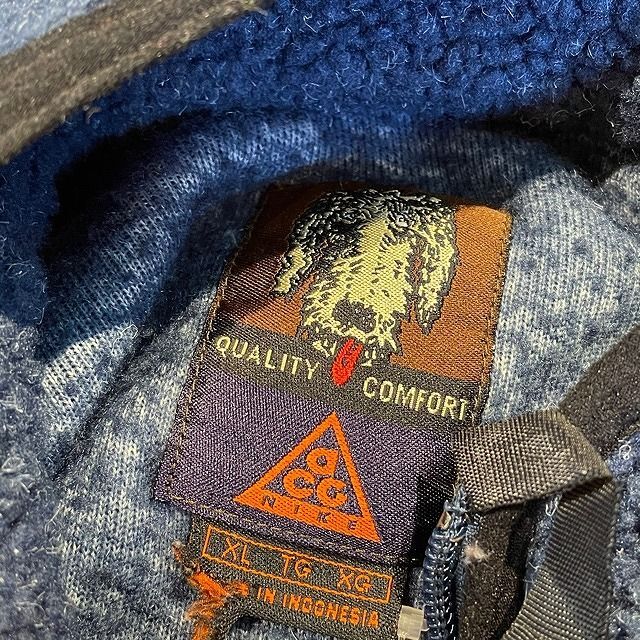 QUALITY COMFORT
aCG
NIKE
XL TG XG
IN INDONESIA